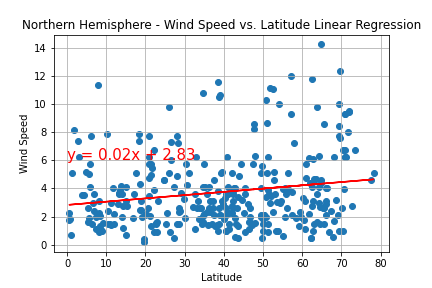 Northern Hemisphere - Wind Speed vs. Latitude Linear Regression
14
12
10
8
6
4
2
0
Wind Speed
y = 0.02x + 2.83
0 10 20 30 40 50 60 70 80
Latitude